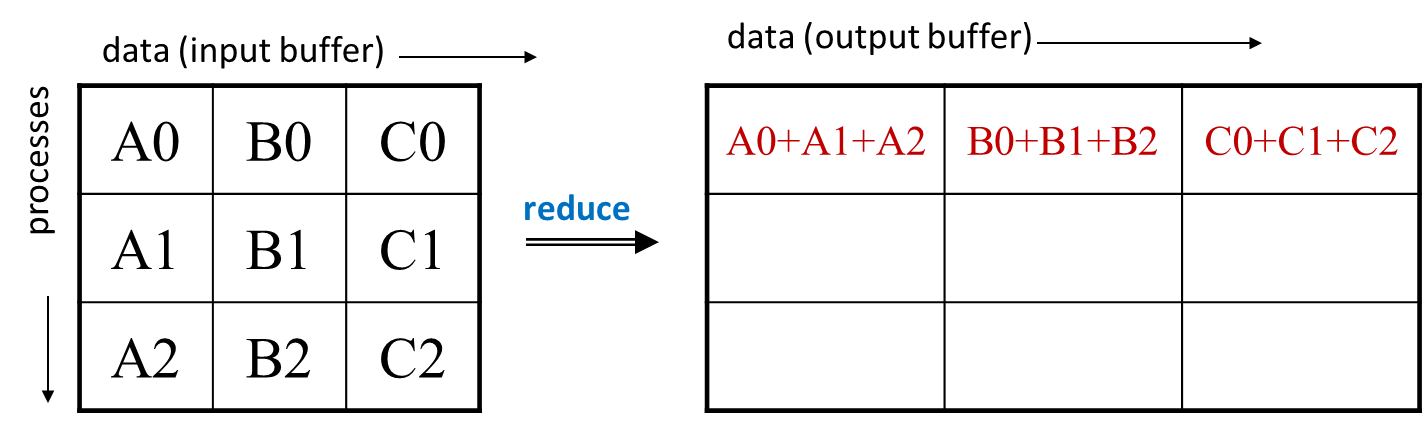 data (input buffer)
data (output buffer)
processes
A0 B0 C0
A0+A1+A2 B0+B1+B2 C0+C1+C2
reduce
A1 B1 C1
A2 B2 C2